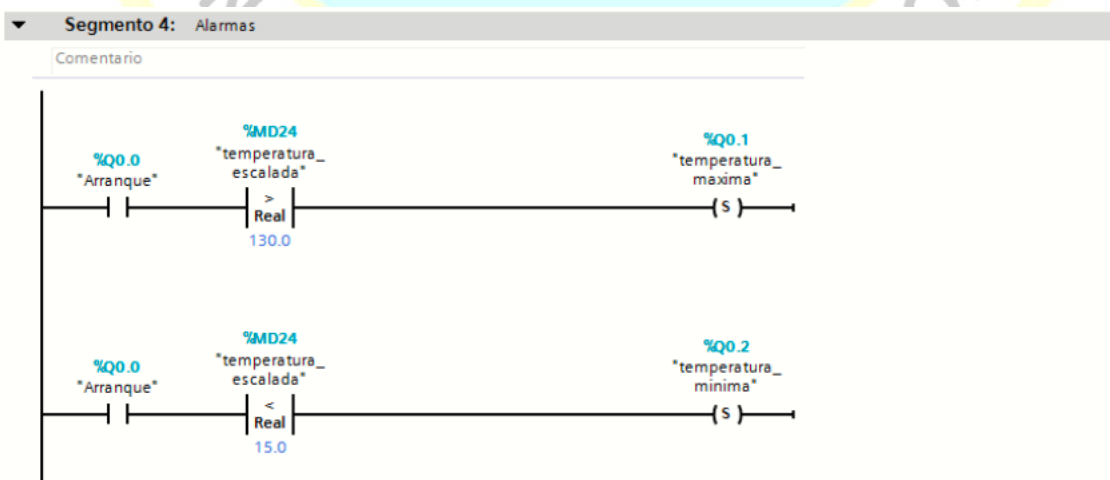 Segmento 4: Alarmas
Comentario
%Q0.0
"Arranque"
%MD24
"temperatura_
escalada"
>
Real
130.0
%Q0.1
"temperatura_
maxima"
S
%Q0.0
"Arranque"
%MD24
"temperatura_
escalada"
<
Real
15.0
%Q0.2
"temperatura_
minima"
S